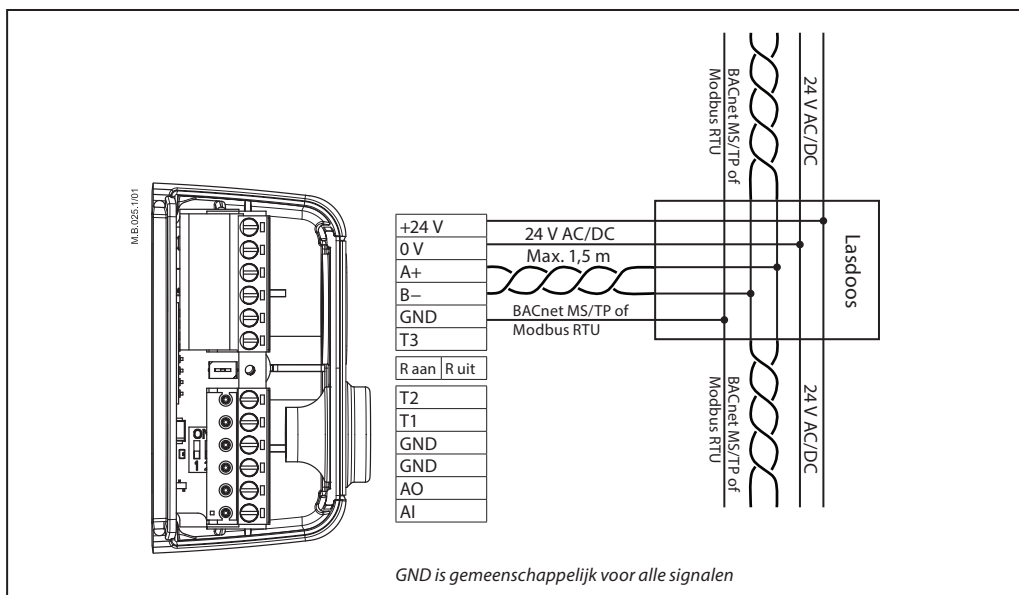 M.B.025.1/01
+24 V
0 V
A+
B−
GND
T3
R aan
R uit
T2
T1
GND
GND
AO
AI
24 V AC/DC
Max. 1,5 m
BACnet MS/TP of
Modbus RTU
BACnet MS/TP of
Modbus RTU
24 V AC/DC
Lasdoos
BACnet MS/TP of
Modbus RTU
24 V AC/DC
GND is gemeenschappelijk voor alle signalen